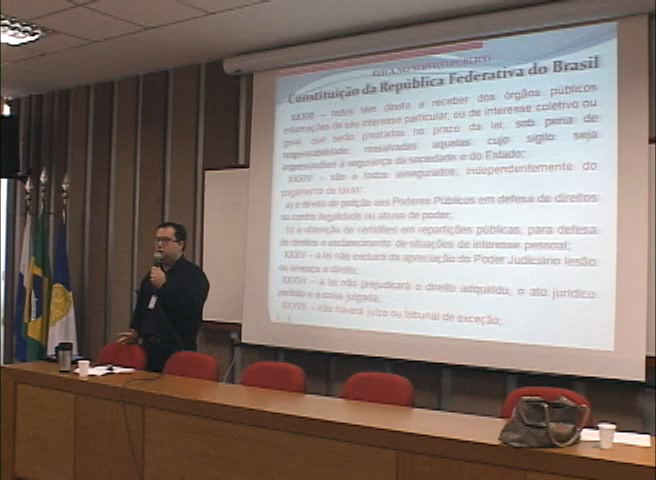 ÉTICA NO SERVIÇO PÚBLICO
Constituição da República Federativa do Brasil
XXXIII – todos têm direito a receber dos órgãos públicos
informações de seu interesse particular, ou de interesse coletivo ou
geral, que serão prestadas no prazo da lei, sob pena de
responsabilidade, ressalvadas aquelas cujo sigilo seja
imprescindível à segurança da sociedade e do Estado;
XXXIV – são a todos assegurados, independentemente do
pagamento de taxas:
a) o direito de petição aos Poderes Públicos em defesa de direitos
ou contra ilegalidade ou abuso de poder;
b) a obtenção de certidões em repartições públicas, para defesa
de direitos e esclarecimento de situações de interesse pessoal;
XXXV – a lei não excluirá da apreciação do Poder Judiciário lesão
ou ameaça a direito;
XXXVI – a lei não prejudicará o direito adquirido, o ato jurídico
perfeito e a coisa julgada;
XXXVII – não haverá juízo ou tribunal de exceção;